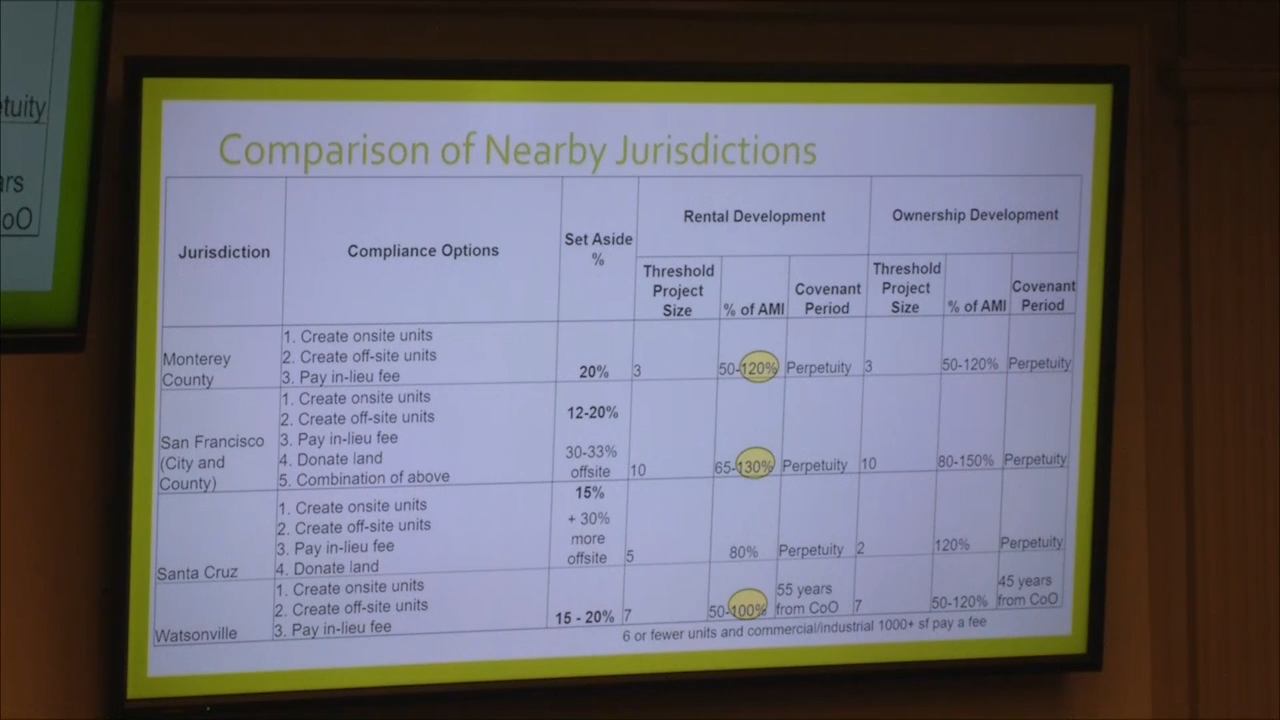 tuity
ars
oO
Comparison of Nearby Jurisdictions
Jurisdiction
Compliance Options
Set Aside
%
Rental Development
Ownership Development
Threshold
Project
Size
% of AMI
Covenant
Period
Threshold
Project
Size
% of AMI
Covenant
Period
Monterey
County
1. Create onsite units
2. Create off-site units
3. Pay in-lieu fee
20%
3
50-120%
Perpetuity
3
50-120%
Perpetuity
San Francisco
(City and
County)
1. Create onsite units
2. Create off-site units
3. Pay in-lieu fee
4. Donate land
5. Combination of above
12-20%
30-33%
offsite
10
65-130%
Perpetuity
10
80-150%
Perpetuity
Santa Cruz
1. Create onsite units
2. Create off-site units
3. Pay in-lieu fee
4. Donate land
15%
+ 30%
more
offsite
5
80%
Perpetuity
2
120%
Perpetuity
Watsonville
1. Create onsite units
2. Create off-site units
3. Pay in-lieu fee
15 - 20%
7
50-100%
55 years
from CoO
7
50-120%
45 years
from CoO
6 or fewer units and commercial/industrial 1000+ sf pay a fee